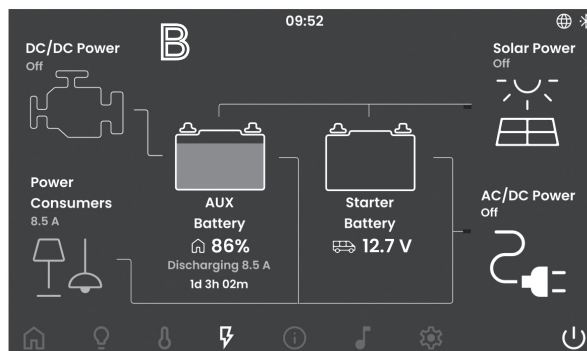 09:52
DC/DC Power
Off
B
Solar Power
Off
Power
Consumers
8.5 A
AUX
Battery
86%
Discharging 8.5 A
1d 3h 02m
Starter
Battery
12.7 V
AC/DC Power
Off